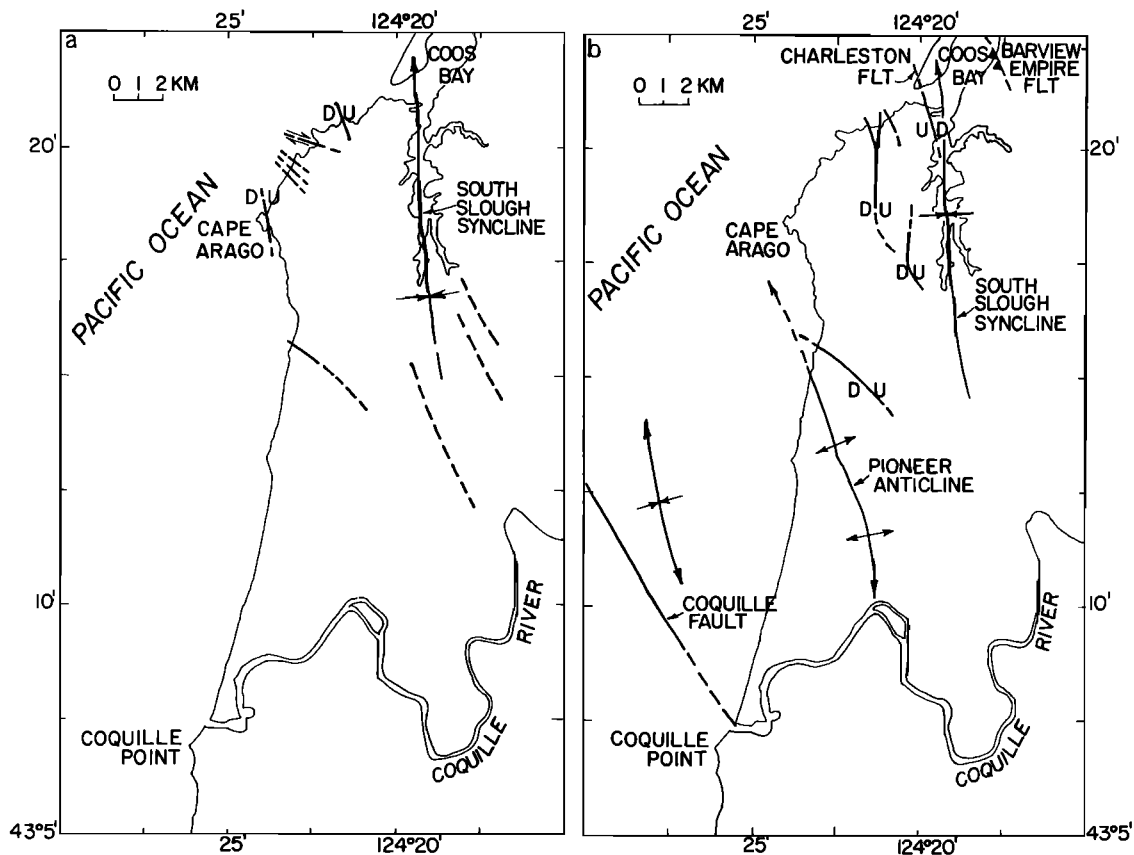 a
25'
124°20'
0 1 2 KM
COOS
BAY
D U
20'
D U
PACIFIC OCEAN
CAPE
ARAGO
SOUTH
SLOUGH
SYNCLINE
10'
RIVER
COQUILLE
POINT
COQUILLE
43°5'
25'
124°20'
b
25'
124°20'
CHARLESTON
FLT
COOS
BAY
BARVIEW-
EMPIRE
FLT
0 1 2 KM
U D
20'
PACIFIC OCEAN
D U
CAPE
ARAGO
D U
SOUTH
SLOUGH
SYNCLINE
D U
PIONEER
ANTICLINE
COQUILLE
FAULT
10'
RIVER
COQUILLE
POINT
COQUILLE
43°5'
25'
124°20'